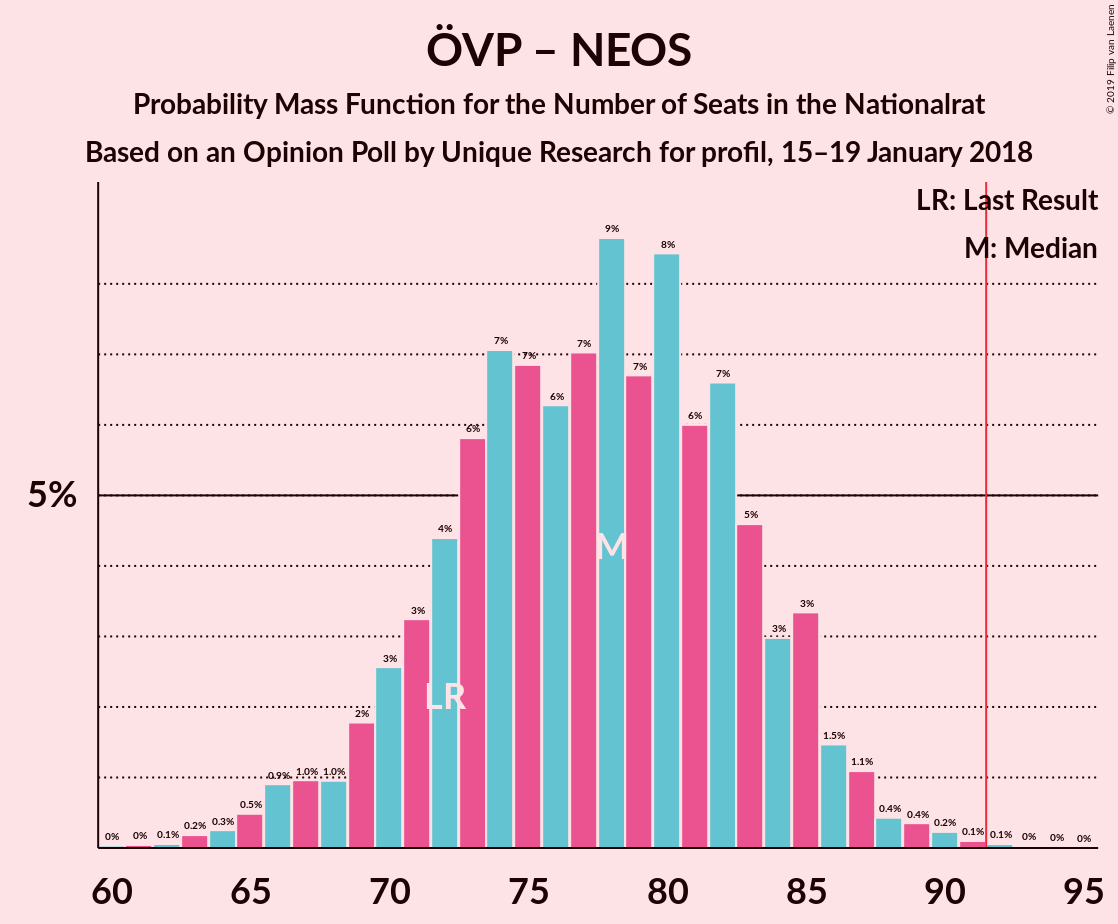 © 2019 Filip van Laenen
ÖVP – NEOS
Probability Mass Function for the Number of Seats in the Nationalrat
Based on an Opinion Poll by Unique Research for profil, 15–19 January 2018
LR: Last Result
M: Median
5%
0% 0% 0.1% 0.2% 0.3% 0.5% 0.9% 1.0% 1.0% 2% 3% 3% 4% 6% 7% 7% 6% 7% 9% 7% 8% 6% 7% 5% 3% 3% 1.5% 1.1% 0.4% 0.4% 0.2% 0.1% 0.1% 0% 0% 0%
M
LR
60 65 70 75 80 85 90 95